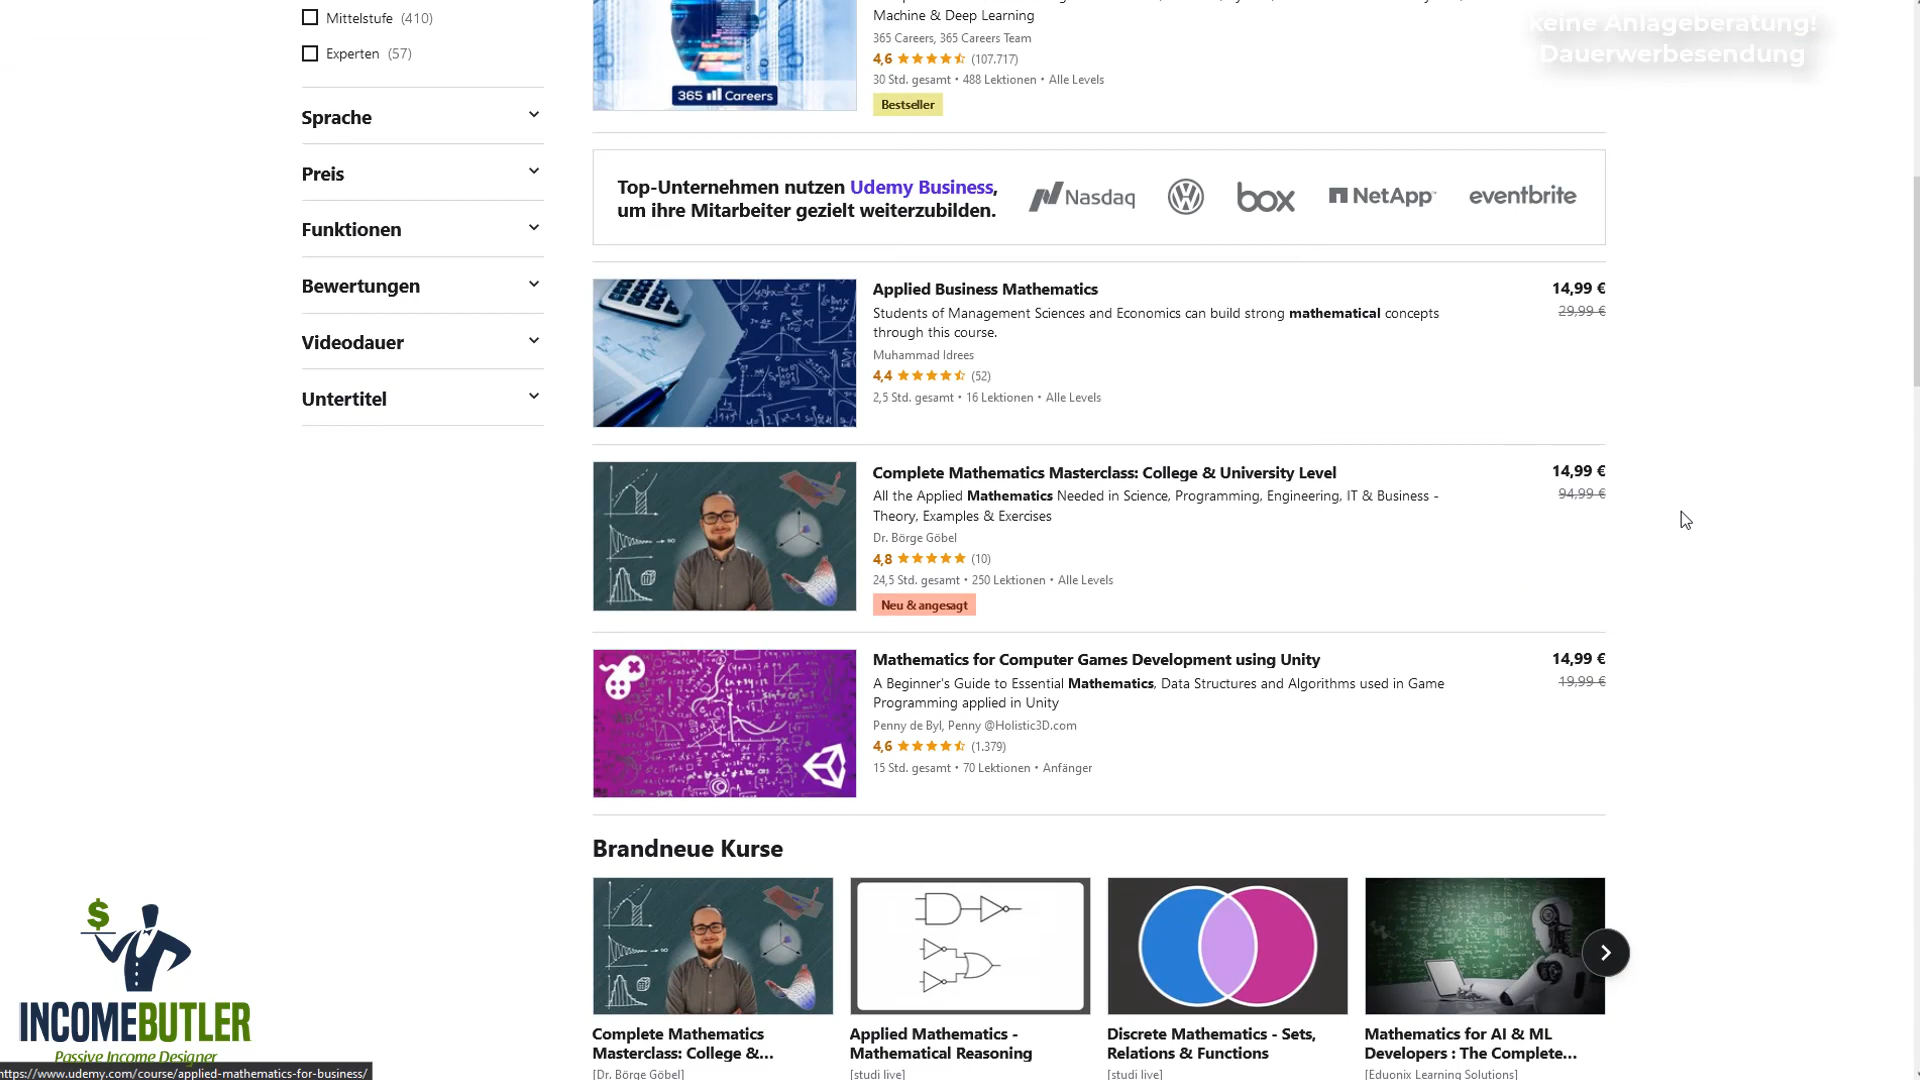 Mittelstufe (410)
Experten (57)
Sprache
Preis
Funktionen
Bewertungen
Videodauer
Untertitel
Machine & Deep Learning
365 Careers, 365 Careers Team
4,6 (107.717)
30 Std. gesamt • 488 Lektionen • Alle Levels
Bestseller
365 Careers
keine Anlageberatung!
Dauerwerbesendung
Top-Unternehmen nutzen Udemy Business,
um ihre Mitarbeiter gezielt weiterzubilden.
Nasdaq
box
NetApp
eventbrite
Applied Business Mathematics
14,99 €
Students of Management Sciences and Economics can build strong mathematical concepts
29,99 €
through this course.
Muhammad Idrees
4,4 (52)
2,5 Std. gesamt • 16 Lektionen • Alle Levels
Complete Mathematics Masterclass: College & University Level
14,99 €
All the Applied Mathematics Needed in Science, Programming, Engineering, IT & Business -
94,99 €
Theory, Examples & Exercises
Dr. Börge Göbel
4,8 (10)
24,5 Std. gesamt • 250 Lektionen • Alle Levels
Neu & angesagt
Mathematics for Computer Games Development using Unity
14,99 €
A Beginner's Guide to Essential Mathematics, Data Structures and Algorithms used in Game
19,99 €
Programming applied in Unity
Penny de Byl, Penny @Holistic3D.com
4,6 (1.379)
15 Std. gesamt • 70 Lektionen • Anfänger
Brandneue Kurse
Complete Mathematics
Masterclass: College &...
[Dr. Börge Göbel]
Applied Mathematics -
Mathematical Reasoning
[studi live]
Discrete Mathematics - Sets,
Relations & Functions
[studi live]
Mathematics for AI & ML
Developers : The Complete...
[Eduonix Learning Solutions]
$
INCOMEBUTLER
Passive Income Designer
https://www.udemy.com/course/applied-mathematics-for-business/